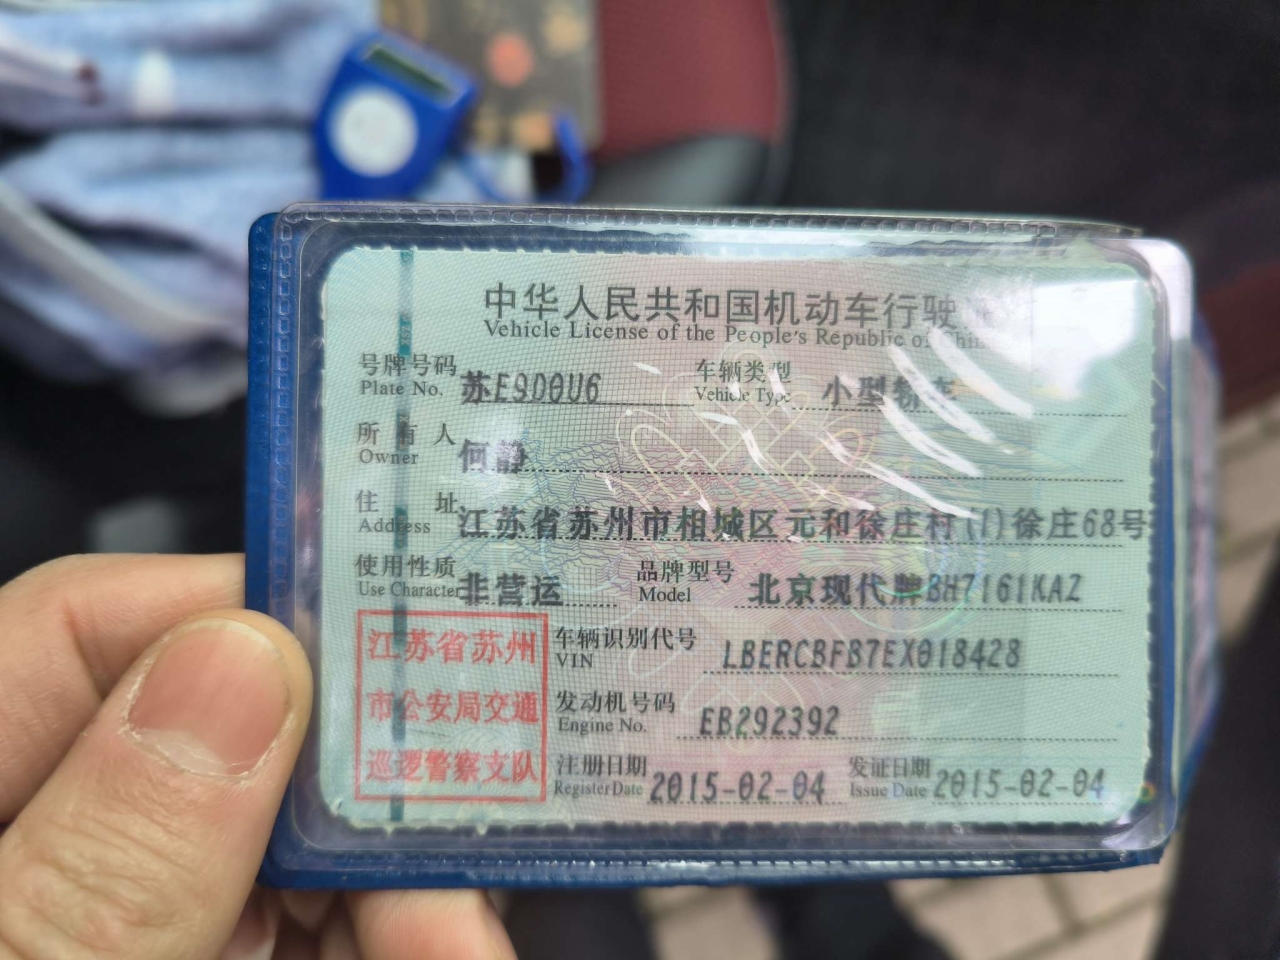 中华人民共和国机动车行驶
Vehicle License of the People's Republic of China
号牌号码 苏E9D0U6 车辆类型 小型轿车
Plate No. Vehicle Type
所有人 何静
Owner
住址 江苏省苏州市相城区元和徐庄村(1)徐庄68号
Address
使用性质 非营运 品牌型号 北京现代牌BH7161KAZ
Use Character Model
江苏省苏州
市公安局交通
巡逻警察支队
车辆识别代号 LBERCBFB7EX018428
VIN
发动机号码 EB292392
Engine No.
注册日期 2015-02-04 发证日期 2015-02-04
Register Date Issue Date